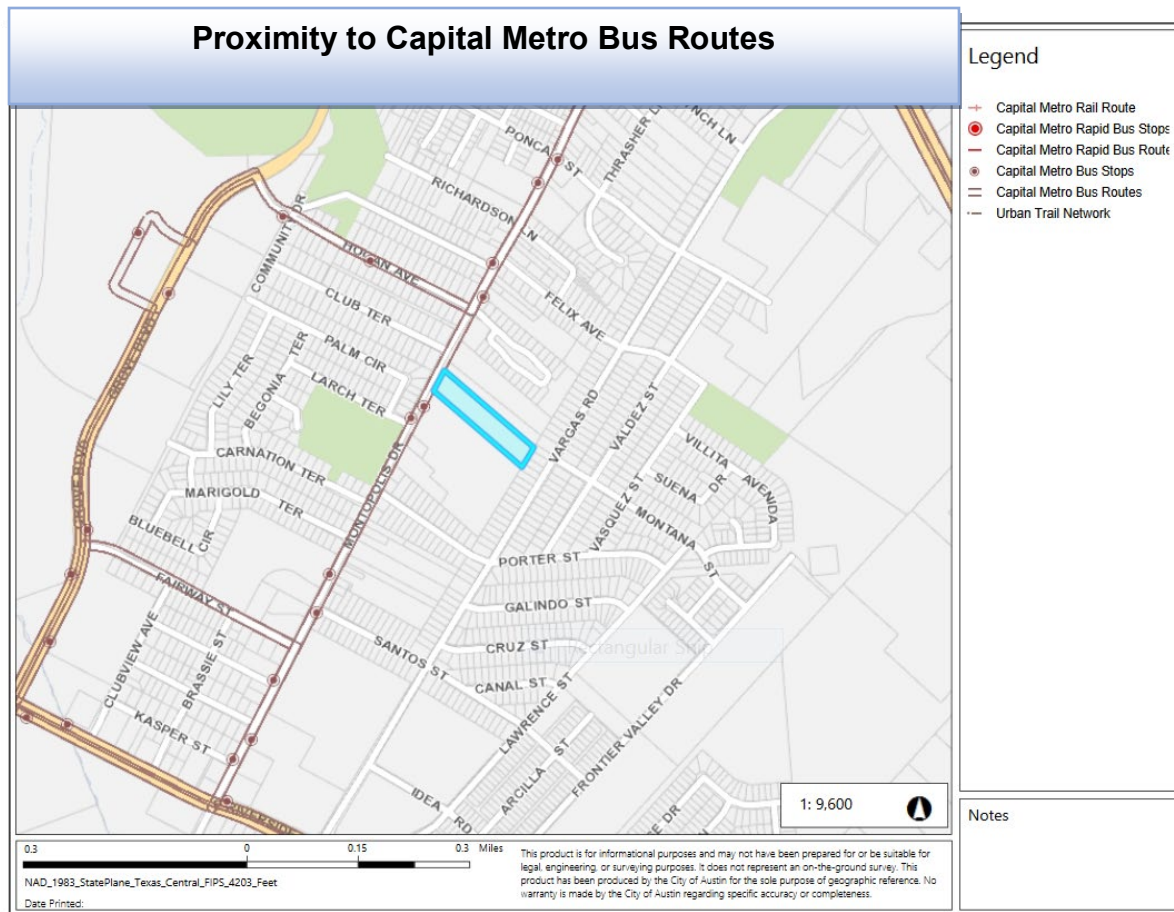 Proximity to Capital Metro Bus Routes
Legend
Capital Metro Rail Route
Capital Metro Rapid Bus Stops
Capital Metro Rapid Bus Route
Capital Metro Bus Stops
Capital Metro Bus Routes
Urban Trail Network
PONCA ST
THRASHER LN
RICHARDSON LN
COMMUNITY DR
HOGAN AVE
FELIX AVE
CLUB TER
PALM CIR
LARCH TER
LILY TER
BEGONIA TER
GROVE BLVD
VARGAS RD
VALDEZ ST
VILLITA AVENIDA
SUENA DR
CARNATION TER
MARIGOLD TER
MONTOPOLIS DR
VASQUEZ ST
MONTANA ST
BLUEBELL CIR
GROVE BLVD
PORTER ST
FAIRWAY ST
GALINDO ST
CLUBVIEW AVE
BRASSIE ST
SANTOS ST
CRUZ ST
Rectangular Snip
CANAL ST
KASPER ST
LAWRENCE ST
ARCILLA ST
FRONTIER VALLEY DR
IDEA RD
RIVERSIDE
DR
1: 9,600
Notes
0.3 0 0.15 0.3 Miles
NAD_1983_StatePlane_Texas_Central_FIPS_4203_Feet
Date Printed:
This product is for informational purposes and may not have been prepared for or be suitable for
legal, engineering, or surveying purposes. It does not represent an on-the-ground survey. This
product has been produced by the City of Austin for the sole purpose of geographic reference. No
warranty is made by the City of Austin regarding specific accuracy or completeness.